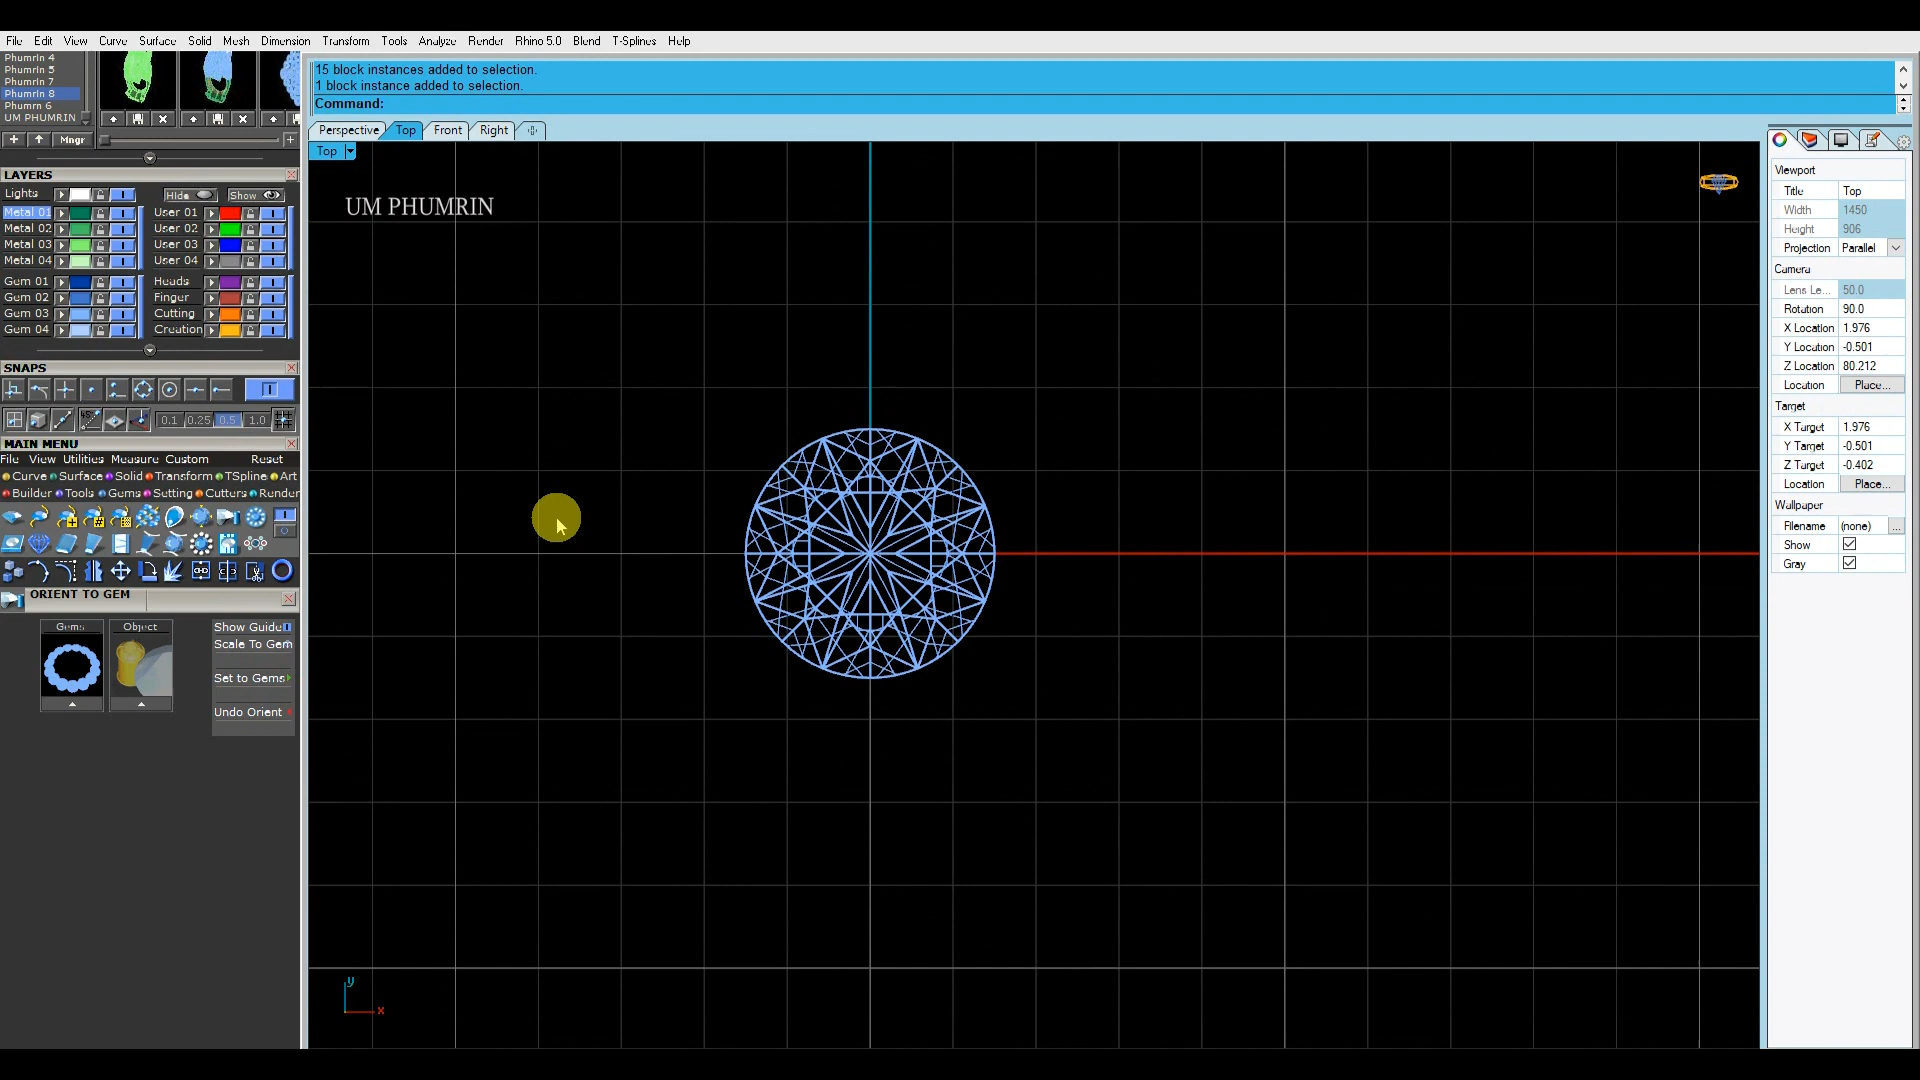 File Edit View Curve Surface Solid Mesh Dimension Transform Tools Analyze Render Rhino 5.0 Blend T-Splines Help
Phumrin 4
Phumrin 5
Phumrin 7
Phumrin 8
Phumrn 6
UM PHUMRIN
Mngr
15 block instances added to selection.
1 block instance added to selection.
Command:
Perspective Top Front Right
Top
UM PHUMRIN
y
x
LAYERS
Lights Hide Show
Metal 01 User 01
Metal 02 User 02
Metal 03 User 03
Metal 04 User 04
Gem 01 Heads
Gem 02 Finger
Gem 03 Cutting
Gem 04 Creation
SNAPS
0.1 0.25 0.5 1.0
MAIN MENU
File View Utilities Measure Custom Reset
Curve Surface Solid Transform TSpline Art
Builder Tools Gems Setting Cutters Render
ORIENT TO GEM
Gems Object
Show Guide
Scale To Gem
Set to Gems
Undo Orient
Viewport
Title Top
Width 1450
Height 906
Projection Parallel
Camera
Lens Le... 50.0
Rotation 90.0
X Location 1.976
Y Location -0.501
Z Location 80.212
Location Place...
Target
X Target 1.976
Y Target -0.501
Z Target -0.402
Location Place...
Wallpaper
Filename (none) ...
Show
Gray